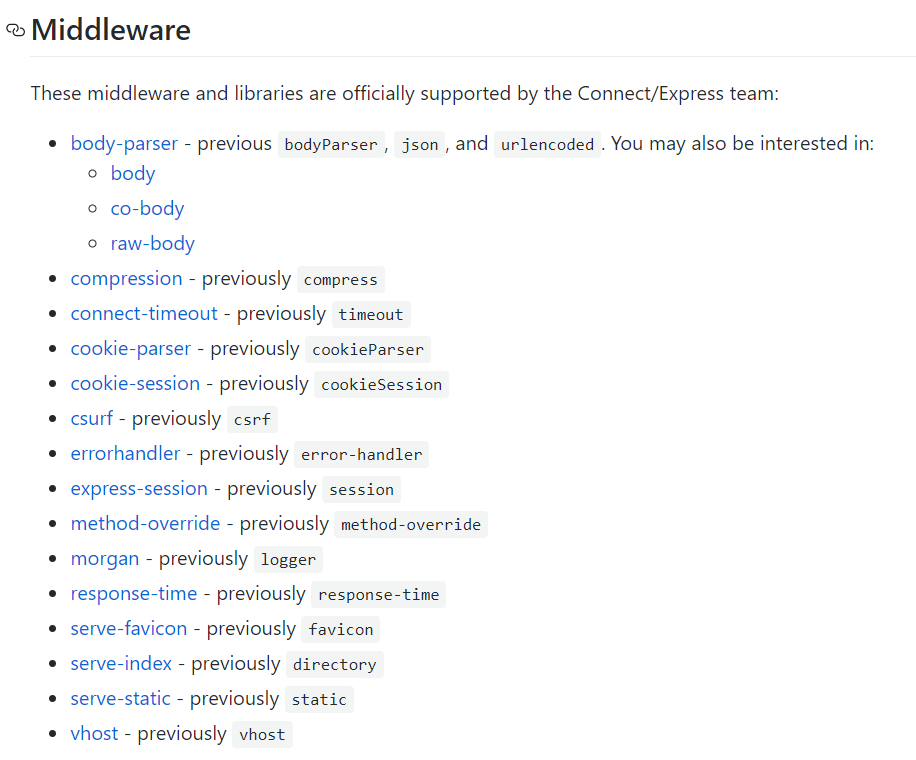 Middleware
These middleware and libraries are officially supported by the Connect/Express team:
body-parser - previous bodyParser, json, and urlencoded. You may also be interested in:
body
co-body
raw-body
compression - previously compress
connect-timeout - previously timeout
cookie-parser - previously cookieParser
cookie-session - previously cookieSession
csurf - previously csrf
errorhandler - previously error-handler
express-session - previously session
method-override - previously method-override
morgan - previously logger
response-time - previously response-time
serve-favicon - previously favicon
serve-index - previously directory
serve-static - previously static
vhost - previously vhost